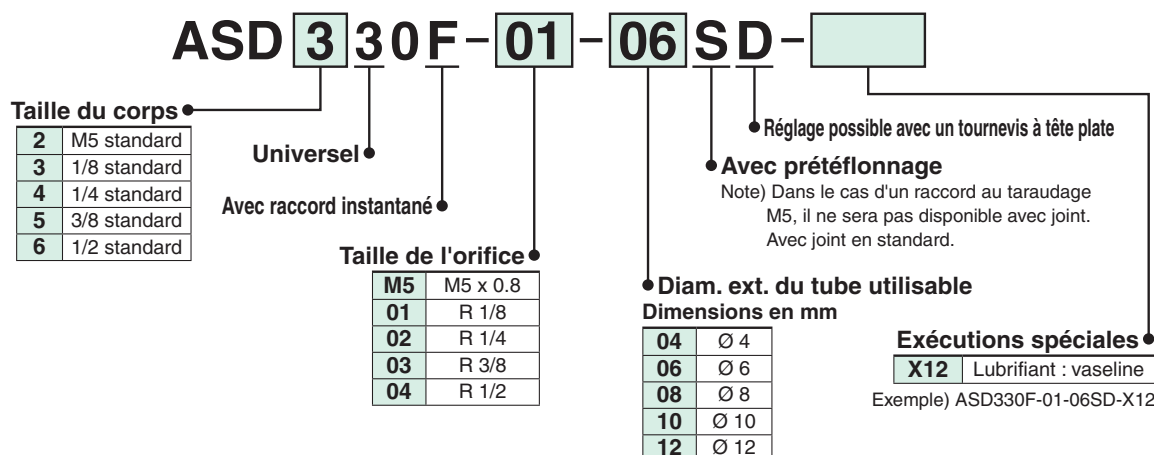 ASD 3 3 0 F - 01 - 06 S D -
Taille du corps
2 M5 standard
3 1/8 standard
4 1/4 standard
5 3/8 standard
6 1/2 standard
Universel
Avec raccord instantané
Taille de l'orifice
M5 M5 x 0.8
01 R 1/8
02 R 1/4
03 R 3/8
04 R 1/2
Réglage possible avec un tournevis à tête plate
Avec prétéflonnage
Note) Dans le cas d'un raccord au taraudage
M5, il ne sera pas disponible avec joint.
Avec joint en standard.
Diam. ext. du tube utilisable
Dimensions en mm
04 Ø 4
06 Ø 6
08 Ø 8
10 Ø 10
12 Ø 12
Exécutions spéciales
X12 Lubrifiant : vaseline
Exemple) ASD330F-01-06SD-X12